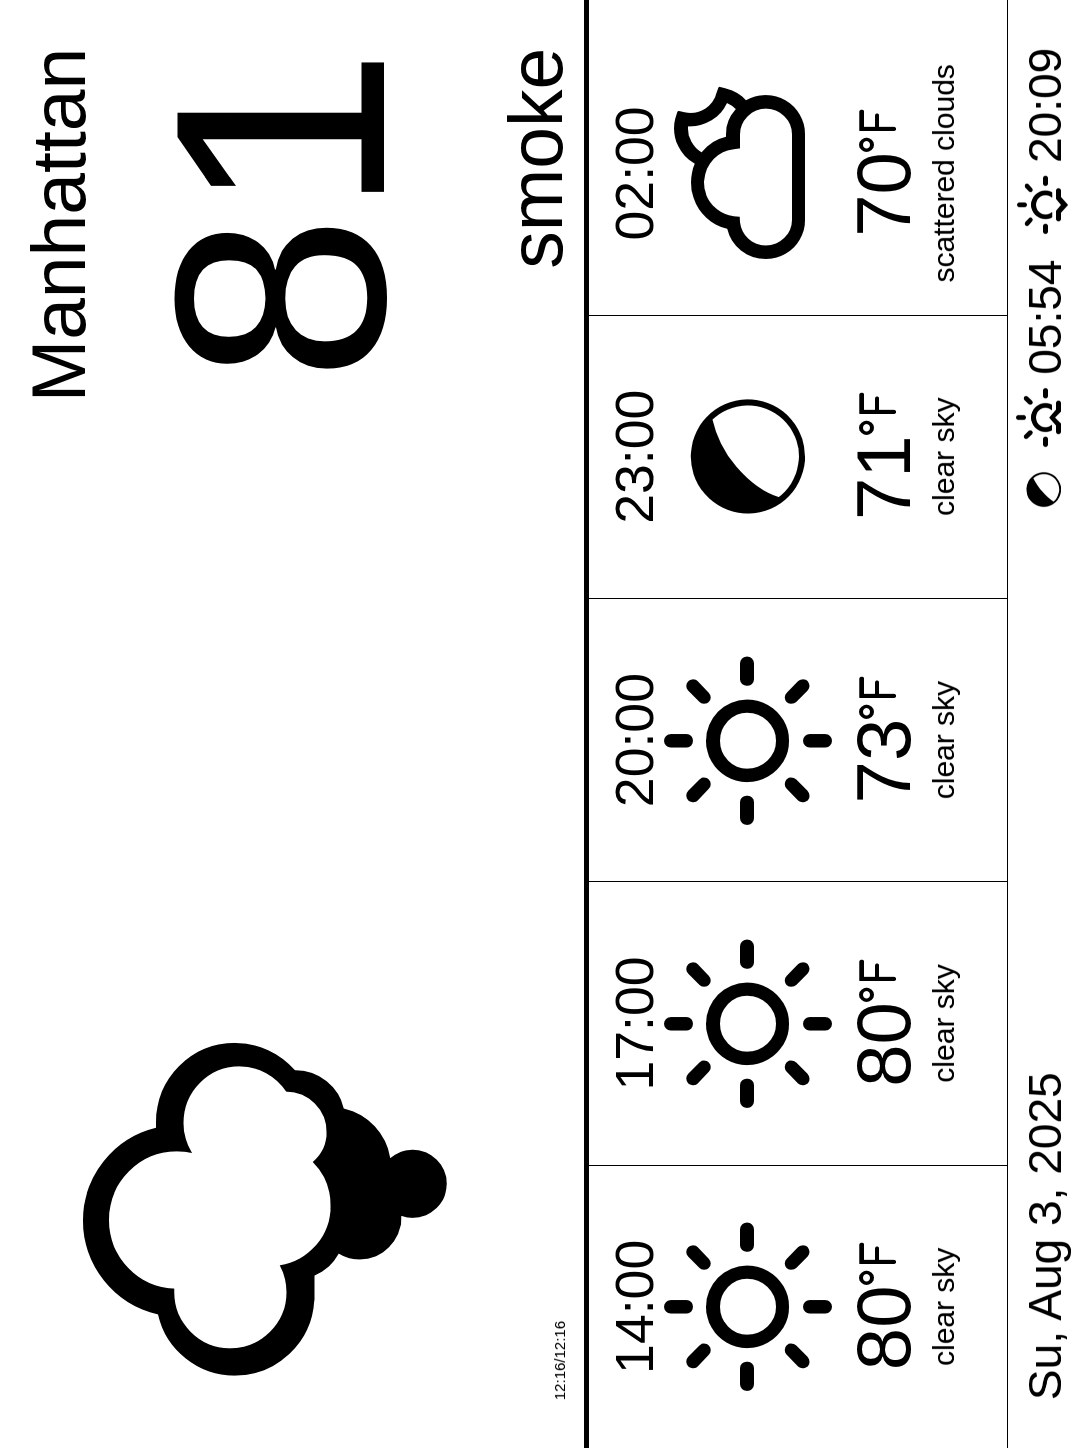 Manhattan
81
smoke
12:16/12:16
14:00 17:00 20:00 23:00 02:00
80°F 80°F 73°F 71°F 70°F
clear sky clear sky clear sky clear sky scattered clouds
Su, Aug 3, 2025 05:54 20:09